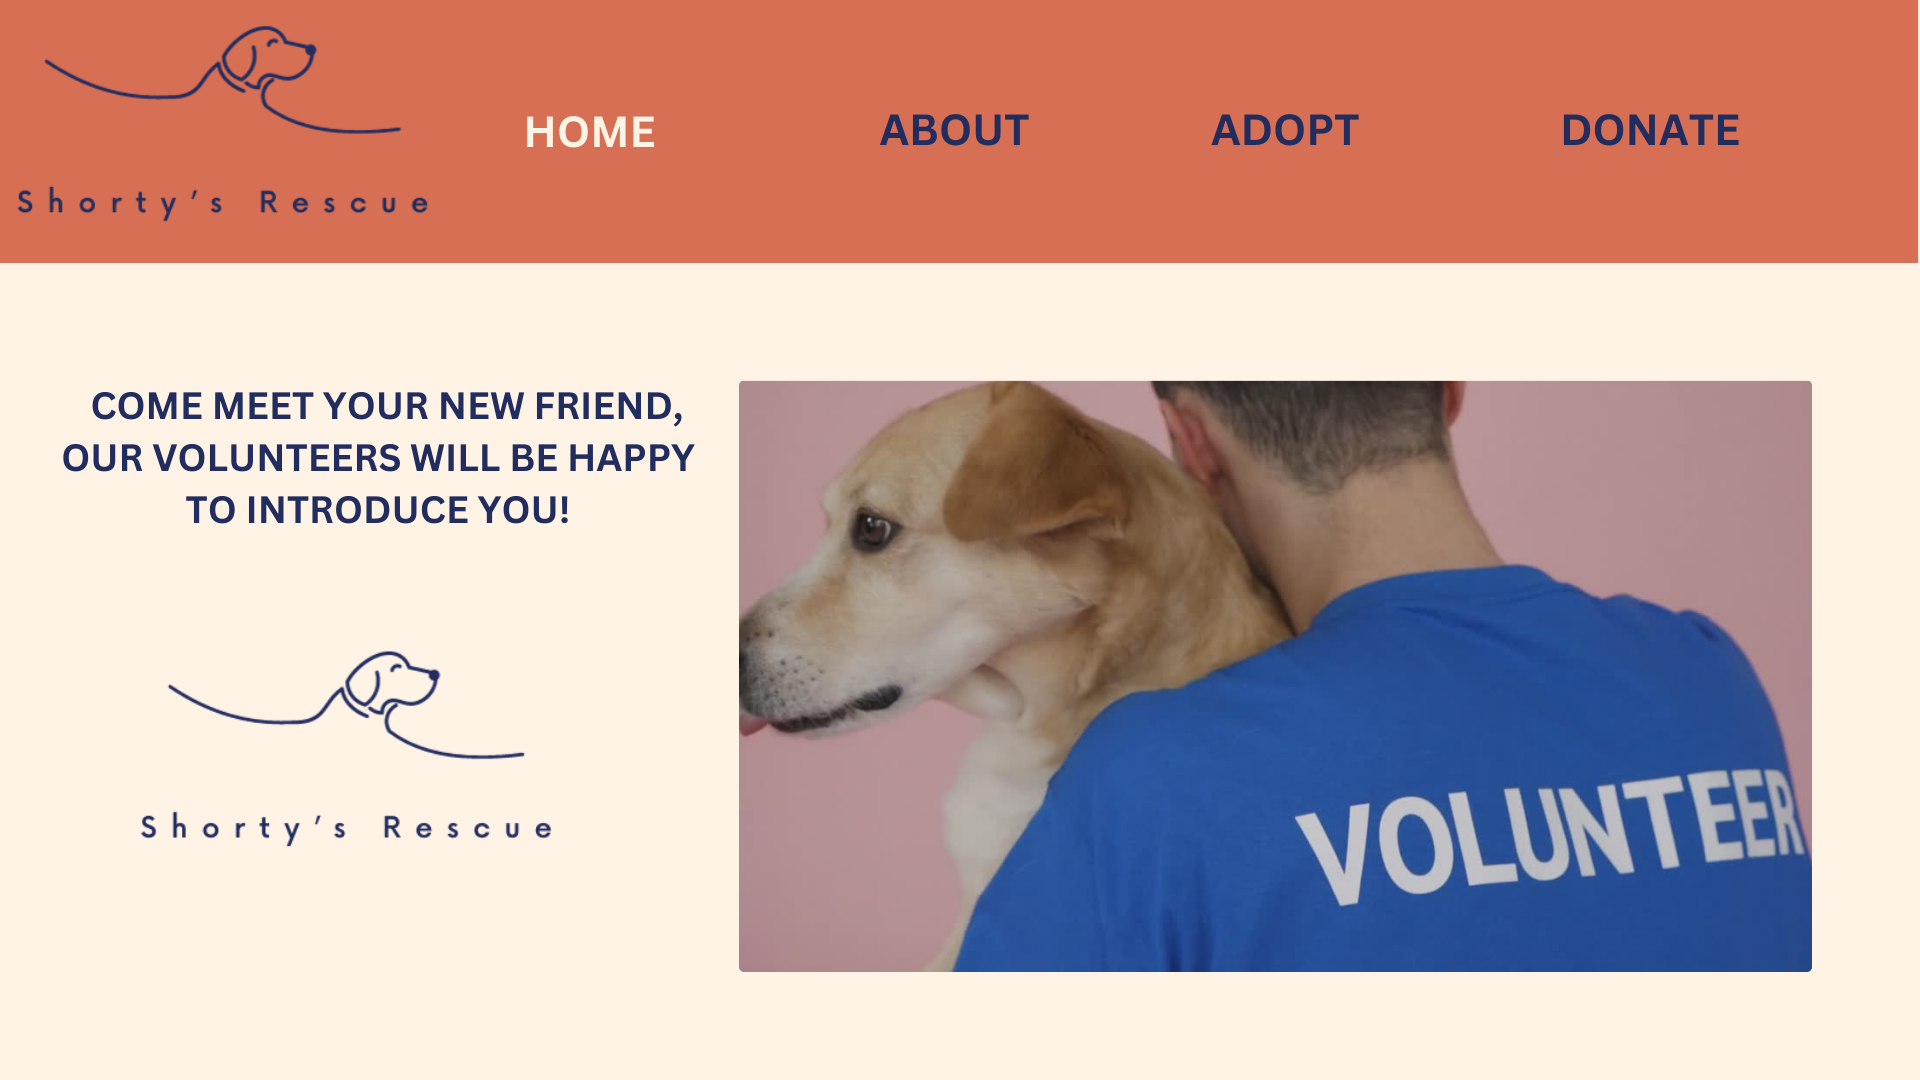 Shorty's Rescue
HOME
ABOUT
ADOPT
DONATE
COME MEET YOUR NEW FRIEND,
OUR VOLUNTEERS WILL BE HAPPY
TO INTRODUCE YOU!
Shorty's Rescue
VOLUNTEER